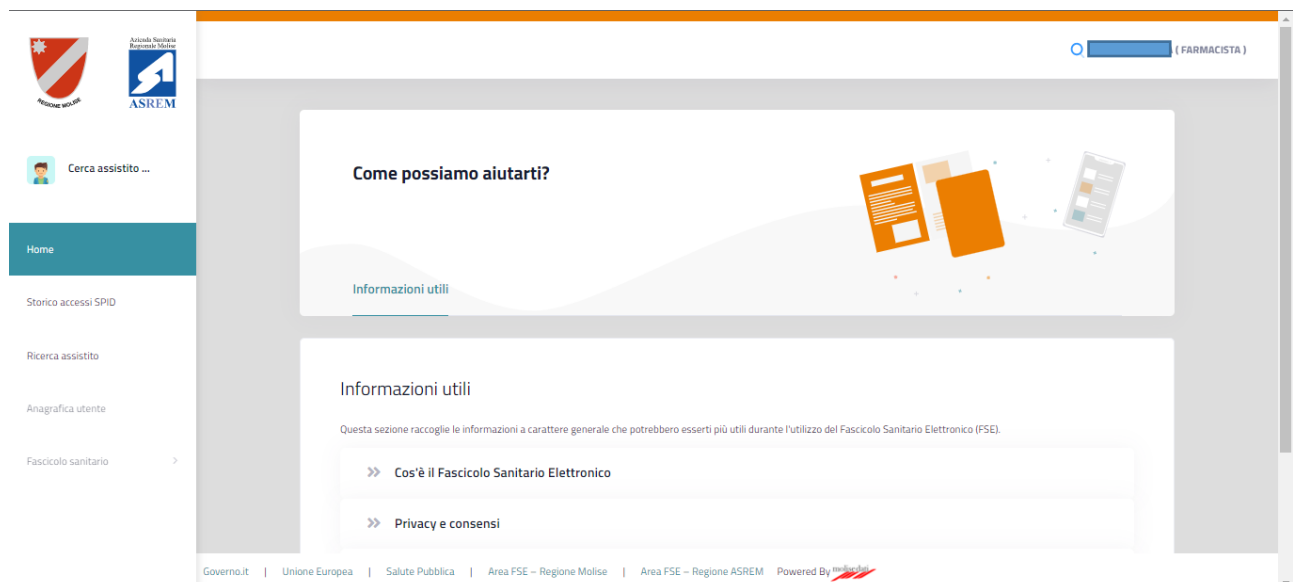 Azienda Sanitaria
Regionale Molise
REGIONE MOLISE
ASREM
( FARMACISTA )
Cerca assistito ...
Home
Storico accessi SPID
Ricerca assistito
Anagrafica utente
Fascicolo sanitario
Come possiamo aiutarti?
Informazioni utili
Informazioni utili
Questa sezione raccoglie le informazioni a carattere generale che potrebbero esserti più utili durante l'utilizzo del Fascicolo Sanitario Elettronico (FSE).
Cos'è il Fascicolo Sanitario Elettronico
Privacy e consensi
Governo.it | Unione Europea | Salute Pubblica | Area FSE – Regione Molise | Area FSE – Regione ASREM Powered By molisedati